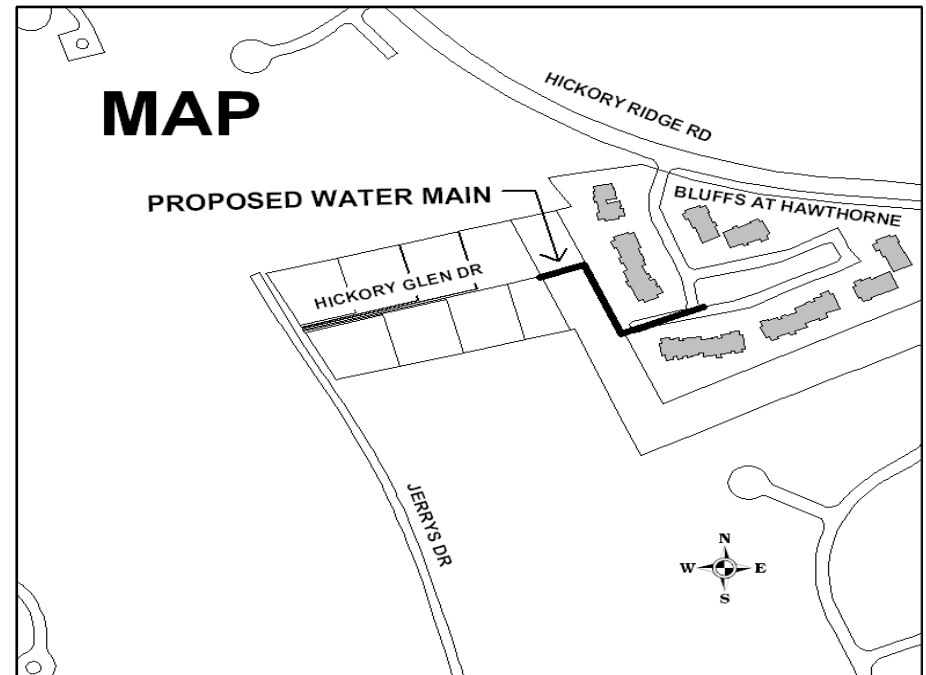 HICKORY RIDGE RD
MAP
PROPOSED WATER MAIN
BLUFFS AT HAWTHORNE
HICKORY GLEN DR
JERRYS DR
N
W E
S